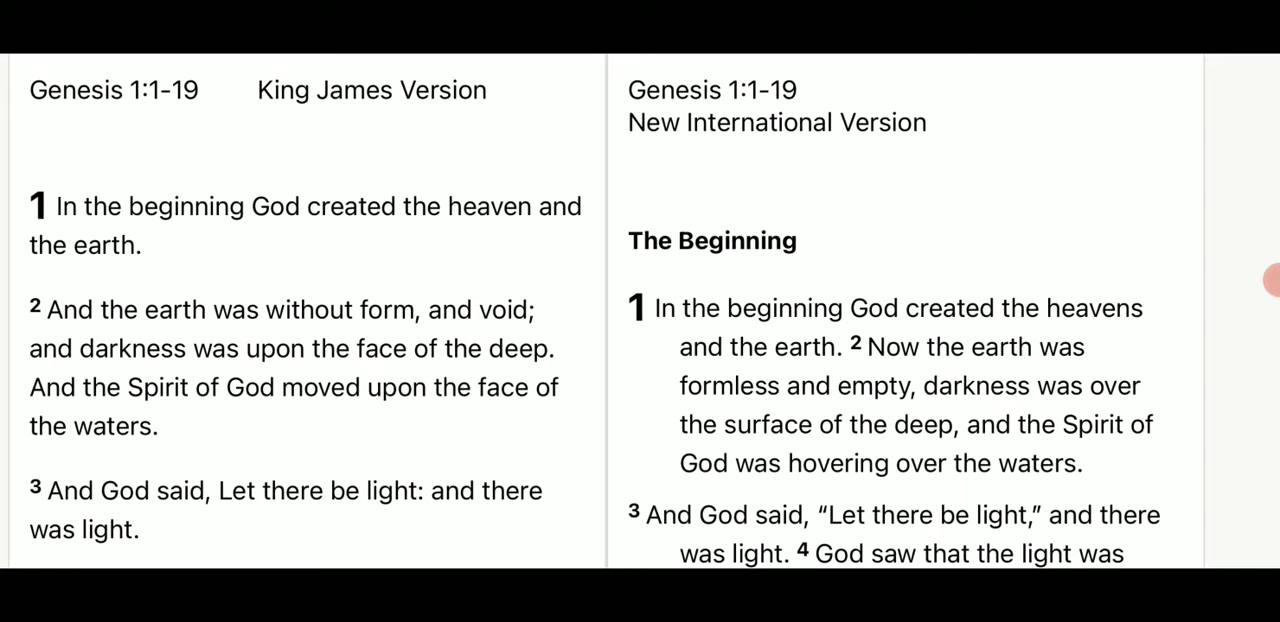 Genesis 1:1-19 King James Version
1 In the beginning God created the heaven and
the earth.
2 And the earth was without form, and void;
and darkness was upon the face of the deep.
And the Spirit of God moved upon the face of
the waters.
3 And God said, Let there be light: and there
was light.
Genesis 1:1-19
New International Version
The Beginning
1 In the beginning God created the heavens
and the earth. 2 Now the earth was
formless and empty, darkness was over
the surface of the deep, and the Spirit of
God was hovering over the waters.
3 And God said, “Let there be light,” and there
was light. 4 God saw that the light was